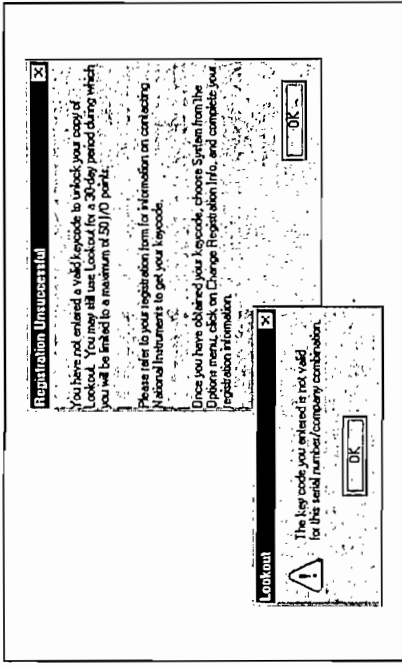 Registration Unsuccessful
You have not entered a valid keycode to unlock your copy of
Lookout. You may still use Lookout for a 30-day period during which
you will be limited to a maximum of 50 I/O points.
Please refer to your registration form for information on contacting
National Instruments to get your keycode.
Once you have obtained your keycode, choose System from the
Options menu, click on Change Registration Info, and complete your
registration information.
OK
Lookout
The key code you entered is not valid
for this serial number/company combination.
OK